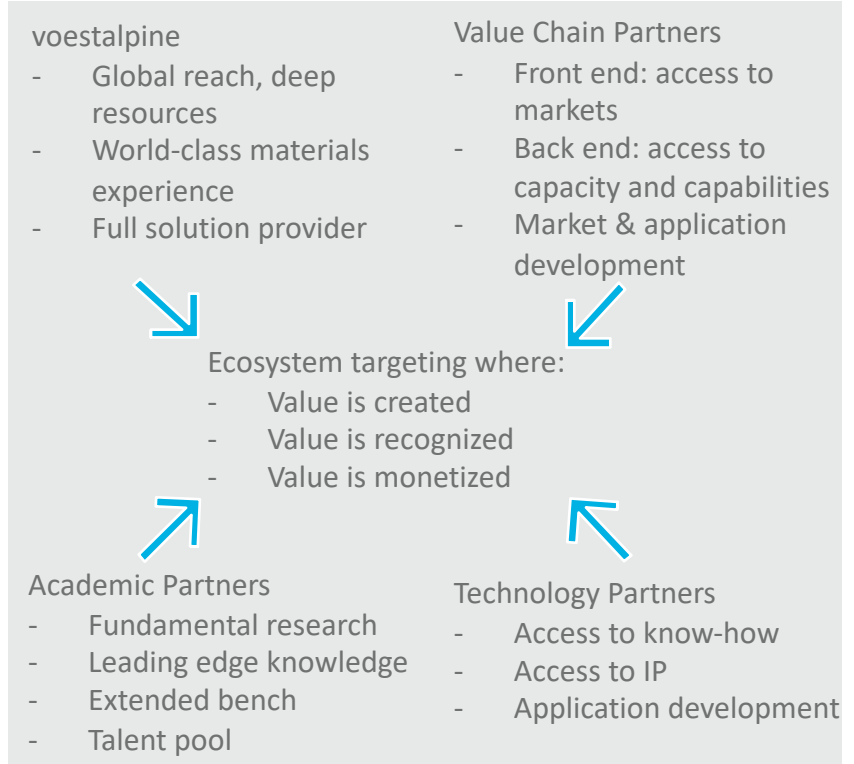 voestalpine
- Global reach, deep
resources
- World-class materials
experience
- Full solution provider
Value Chain Partners
- Front end: access to
markets
- Back end: access to
capacity and capabilities
- Market & application
development
Ecosystem targeting where:
- Value is created
- Value is recognized
- Value is monetized
Academic Partners
- Fundamental research
- Leading edge knowledge
- Extended bench
- Talent pool
Technology Partners
- Access to know-how
- Access to IP
- Application development